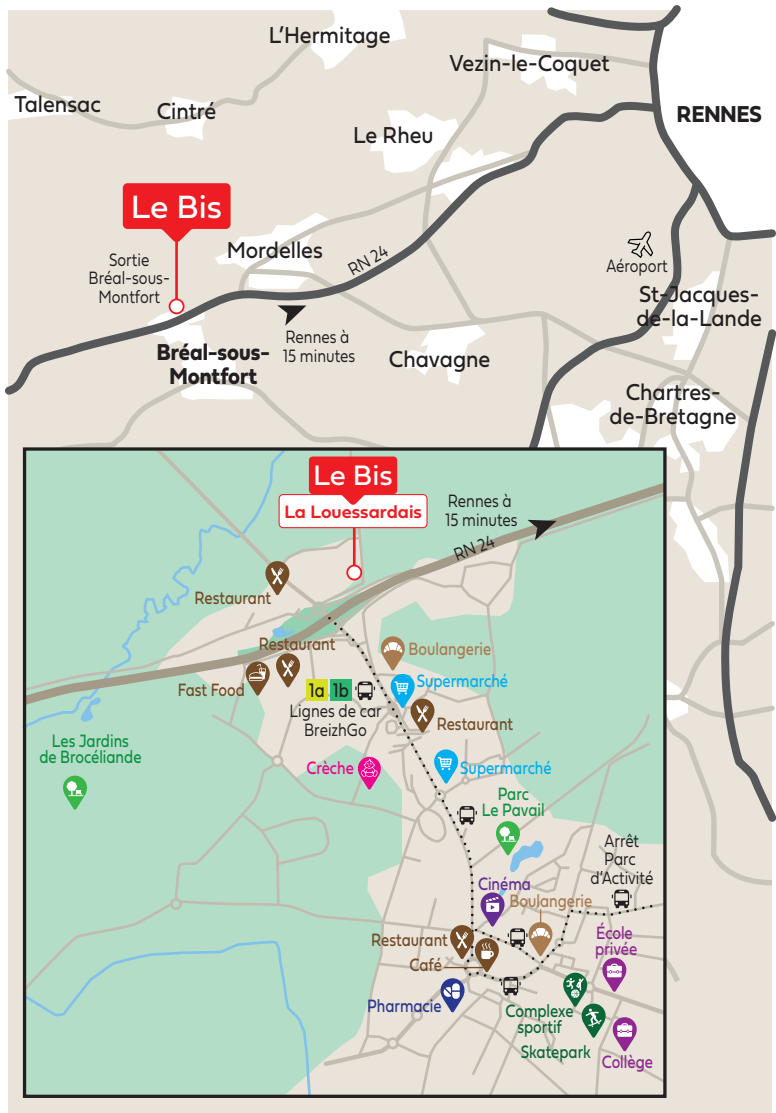 L'Hermitage
Vezin-le-Coquet
Talensac
Cintré
RENNES
Le Rheu
Le Bis
Mordelles
RN 24
Sortie
Bréal-sous-
Montfort
Aéroport
St-Jacques-
de-la-Lande
Bréal-sous-
Montfort
Rennes à
15 minutes
Chavagne
Chartres-
de-Bretagne
Le Bis
La Louessardais
Rennes à
15 minutes
RN 24
Restaurant
Restaurant
Boulangerie
Fast Food
1a 1b
Supermarché
Lignes de car
BreizhGo
Restaurant
Les Jardins
de Brocéliande
Crèche
Supermarché
Parc
Le Pavail
Arrêt
Parc
d'Activité
Cinéma
Boulangerie
Restaurant
Café
École
privée
Pharmacie
Complexe
sportif
Skatepark
Collège